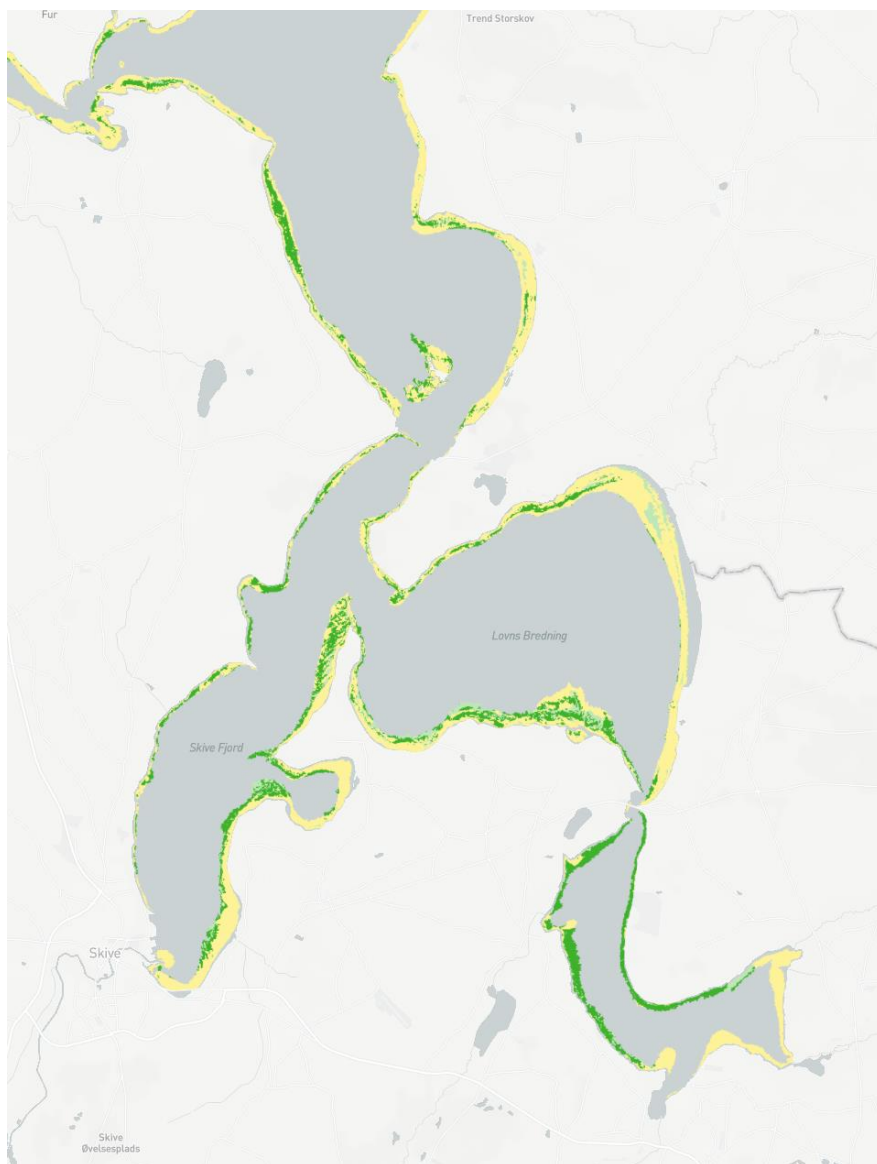 Fur
Trend Storskov
Lovns Bredning
Skive Fjord
Skive
Skive
Øvelsesplads